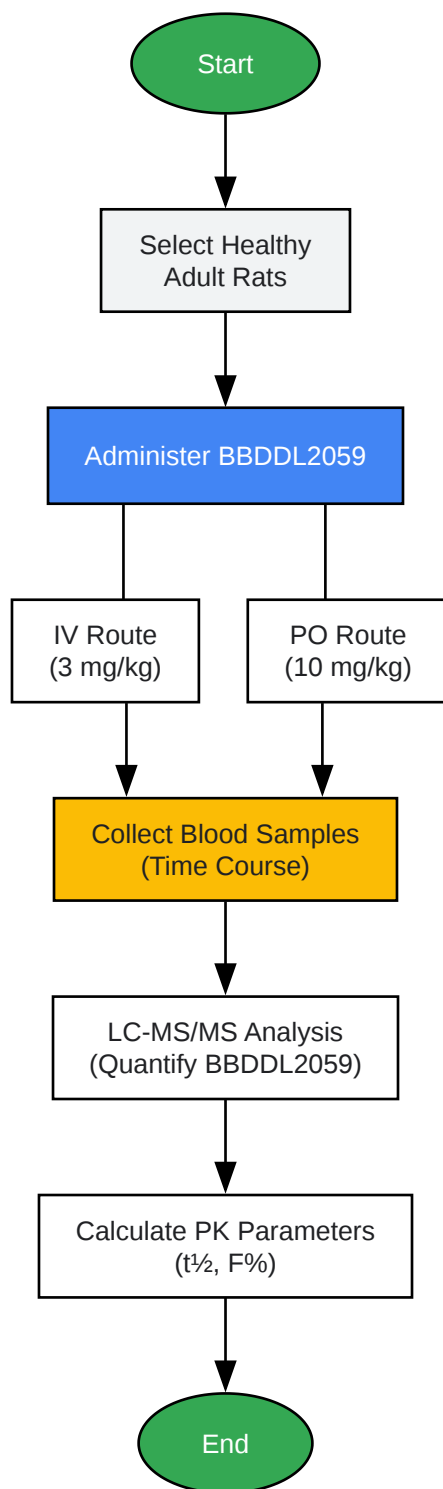 Start
Select Healthy
Adult Rats
Administer BBDDL2059
IV Route
(3 mg/kg)
PO Route
(10 mg/kg)
Collect Blood Samples
(Time Course)
LC-MS/MS Analysis
(Quantify BBDDL2059)
Calculate PK Parameters
(t½, F%)
End